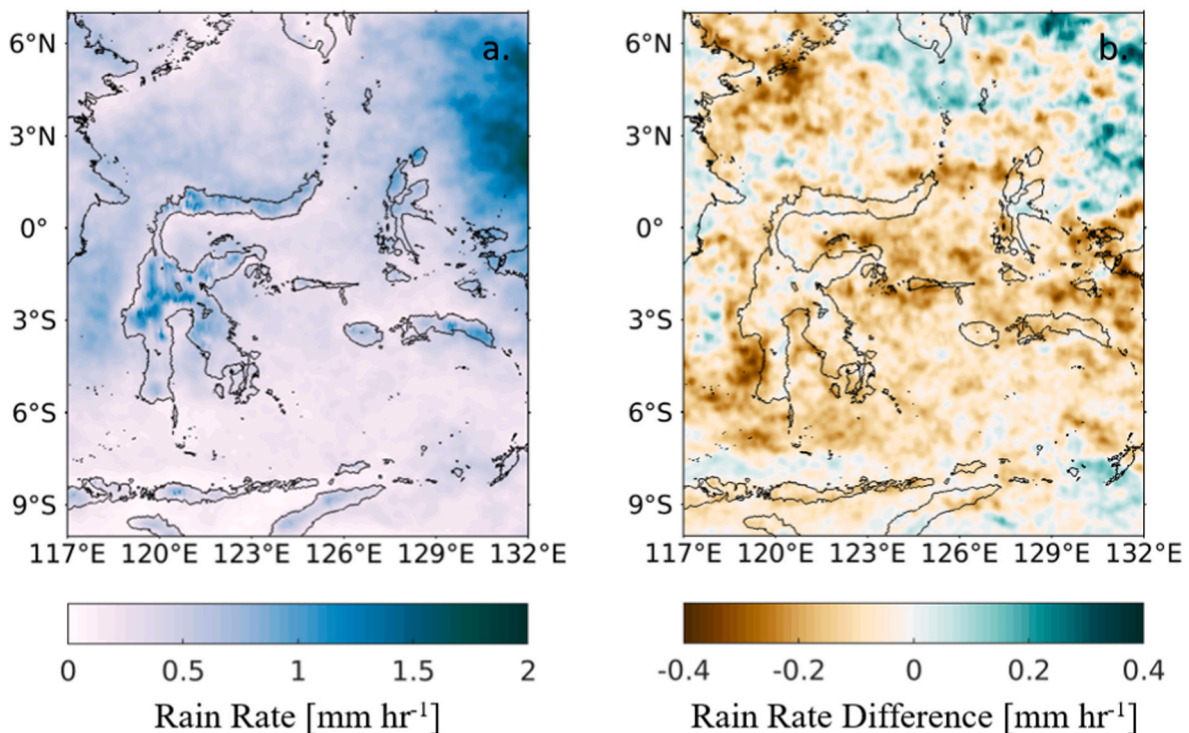 a.
b.
6°N
3°N
0°
3°S
6°S
9°S
117°E 120°E 123°E 126°E 129°E 132°E
6°N
3°N
0°
3°S
6°S
9°S
117°E 120°E 123°E 126°E 129°E 132°E
0 0.5 1 1.5 2
Rain Rate [mm hr-1]
-0.4 -0.2 0 0.2 0.4
Rain Rate Difference [mm hr-1]